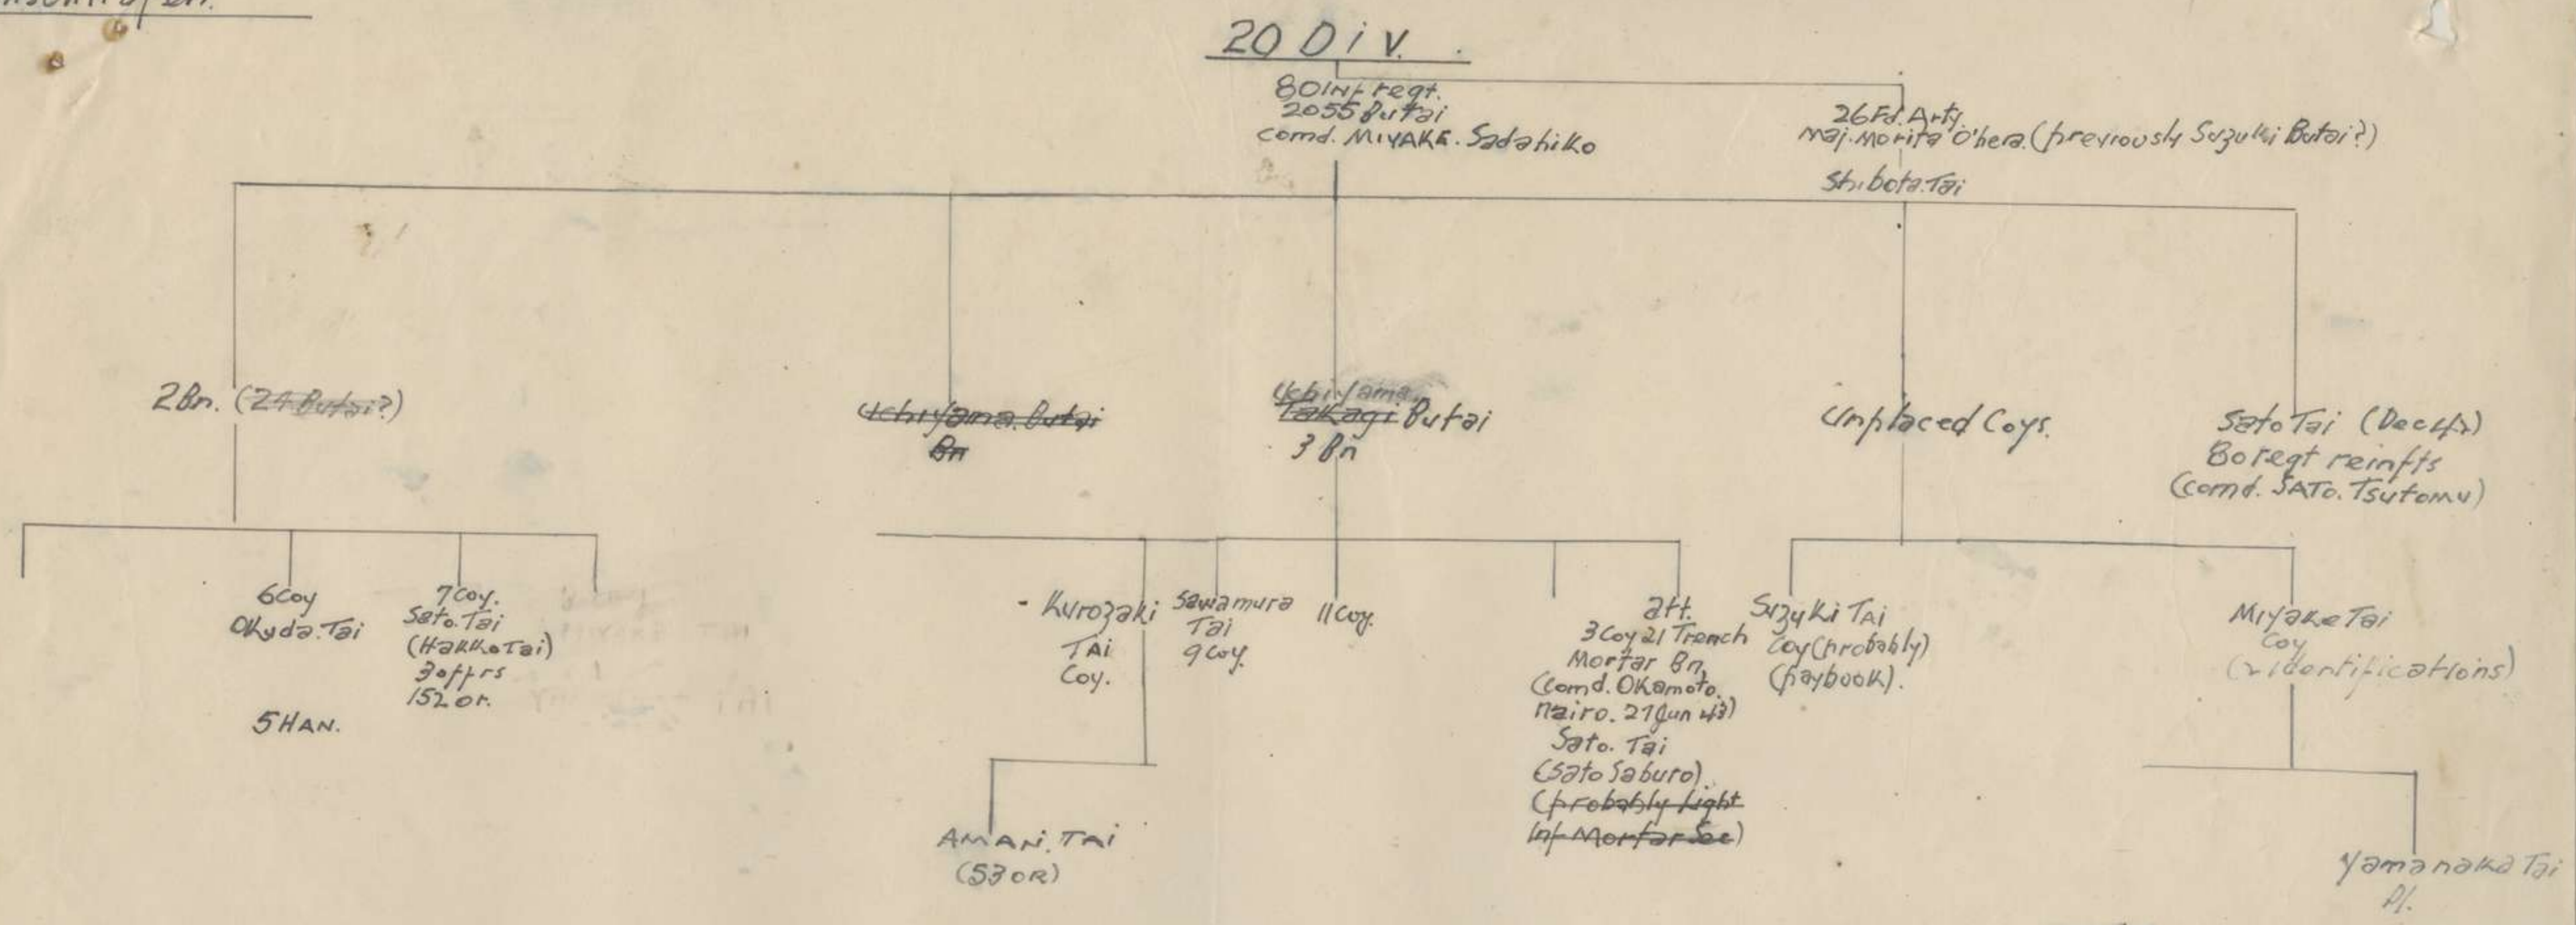 20 Div.
80 Inf regt.
2055 Butai
comd. MIYAKE. Sadahiko
26 Fd. Arty.
Maj. Morita O'hera. (previously Suzuki Butai?)
Shibota. Tai
2 Bn. (Butai?)
Uchiyama. Butai
Bn
Uchiyama
Takagi Butai
3 Bn
Unplaced Coys.
Sato Tai (Dec 42)
80 regt reinfts
(comd. SATO. Tsutomu)
6 Coy
Okuda. Tai
5 HAN.
7 Coy.
Sato. Tai
(Hakko Tai)
3 offrs
152 or.
- Kurozaki
TAi
Coy.
AMANi. TAi
(53 OR)
Sawamura
Tai
9 Coy.
11 Coy.
att.
3 Coy 21 Trench
Mortar Bn,
(comd. Okamoto.
nairo. 27 Jun 43)
Sato. Tai
(Sato Saburo)
(probably light
Inf Mortar Sec)
Suzuki TAi
Coy (probably)
(paybook).
MiyakeTai
Coy
(2 identifications)
Yamanaka Tai
Pl.